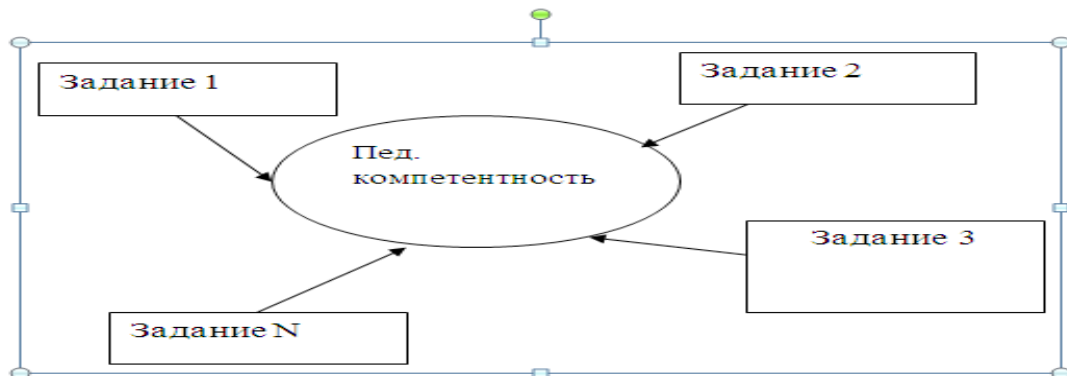 Задание 1
Задание 2
Пед.
компетентность
Задание 3
Задание N